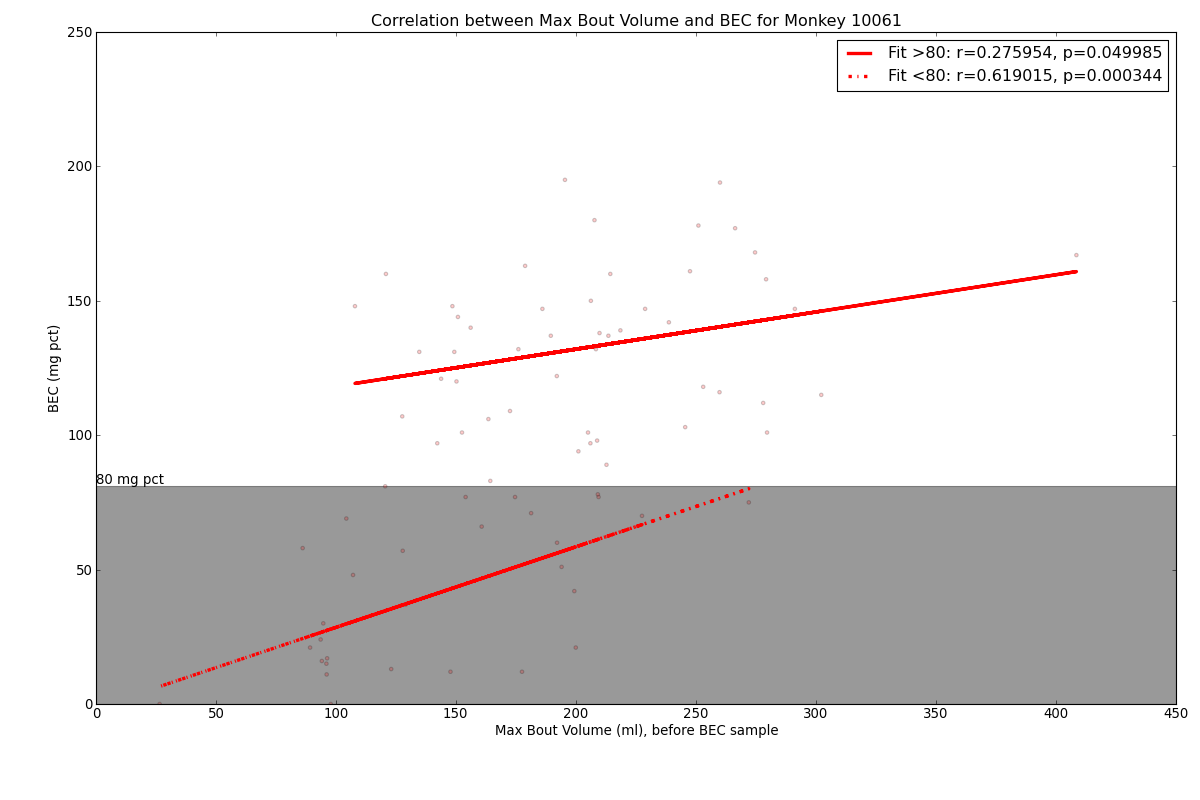 Correlation between Max Bout Volume and BEC for Monkey 10061
Fit >80: r=0.275954, p=0.049985
Fit <80: r=0.619015, p=0.000344
250
200
150
100
50
0
BEC (mg pct)
80 mg pct
0 50 100 150 200 250 300 350 400 450
Max Bout Volume (ml), before BEC sample